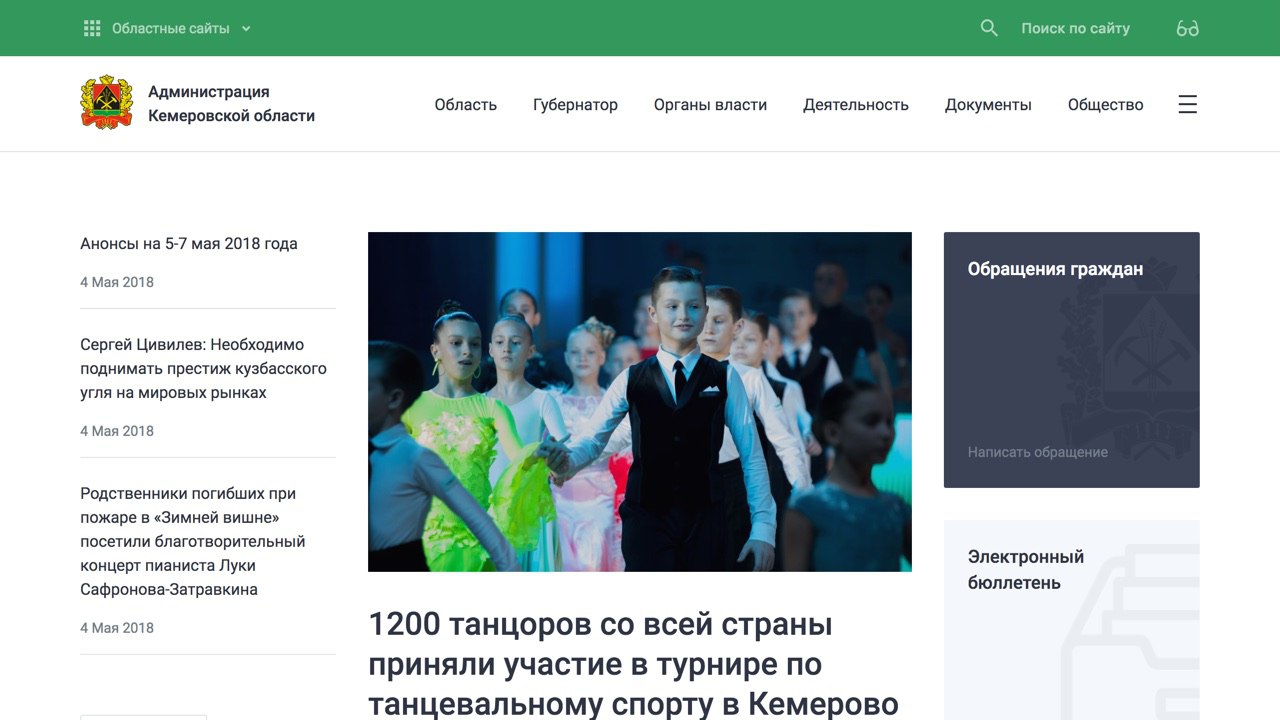 Областные сайты
Поиск по сайту
Администрация
Кемеровской области
Область
Губернатор
Органы власти
Деятельность
Документы
Общество
Анонсы на 5-7 мая 2018 года
4 Мая 2018
Сергей Цивилев: Необходимо
поднимать престиж кузбасского
угля на мировых рынках
4 Мая 2018
Родственники погибших при
пожаре в «Зимней вишне»
посетили благотворительный
концерт пианиста Луки
Сафронова-Затравкина
4 Мая 2018
1200 танцоров со всей страны
приняли участие в турнире по
танцевальному спорту в Кемерово
Обращения граждан
Написать обращение
Электронный
бюллетень